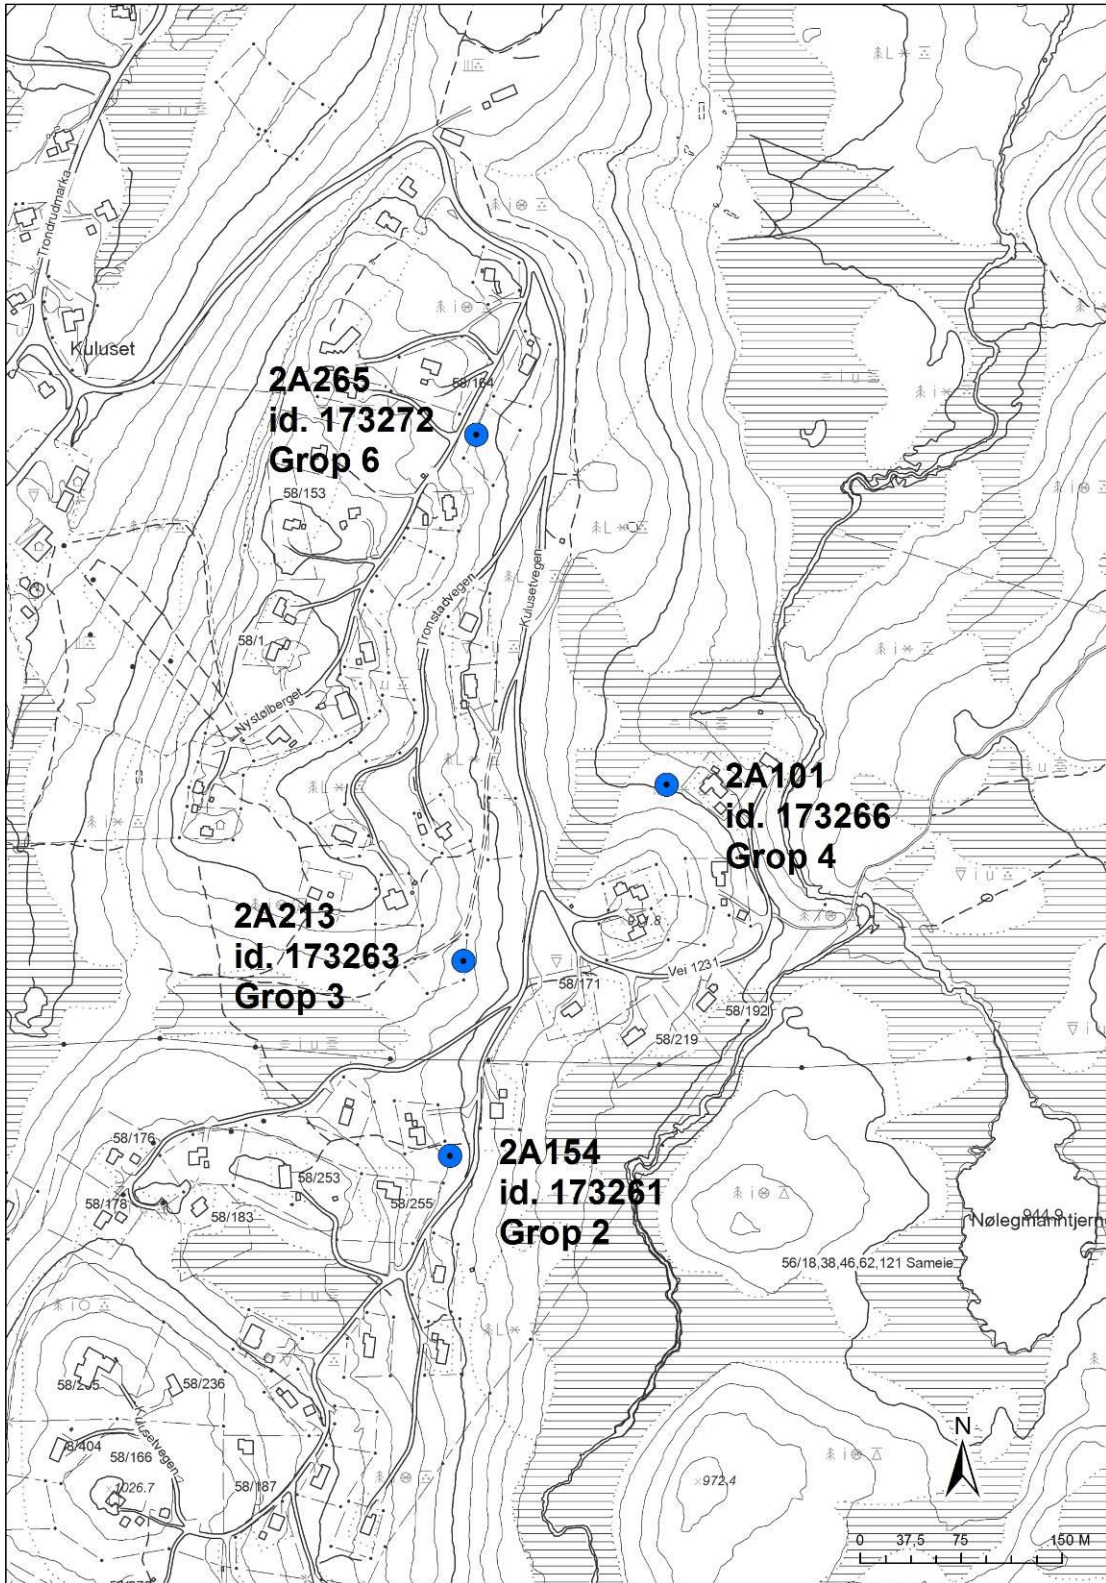 Trondrudmarka
Kuluset
2A265
id. 173272
Grop 6
58/164
58/153
Kulusetvegen
Tronstadvegen
58/1
Nystølberget
2A101
id. 173266
Grop 4
2A213
id. 173263
Grop 3
Vei 1231
58/171
58/192
58/219
58/176
58/253
58/178
58/183
58/255
2A154
id. 173261
Grop 2
944.9
Nølegmanntjern
56/18,38,46,62,121 Sameie
58/236
Kulusetvegen
58/166
58/187
1026.7
972.4
N
0 37,5 75 150 M